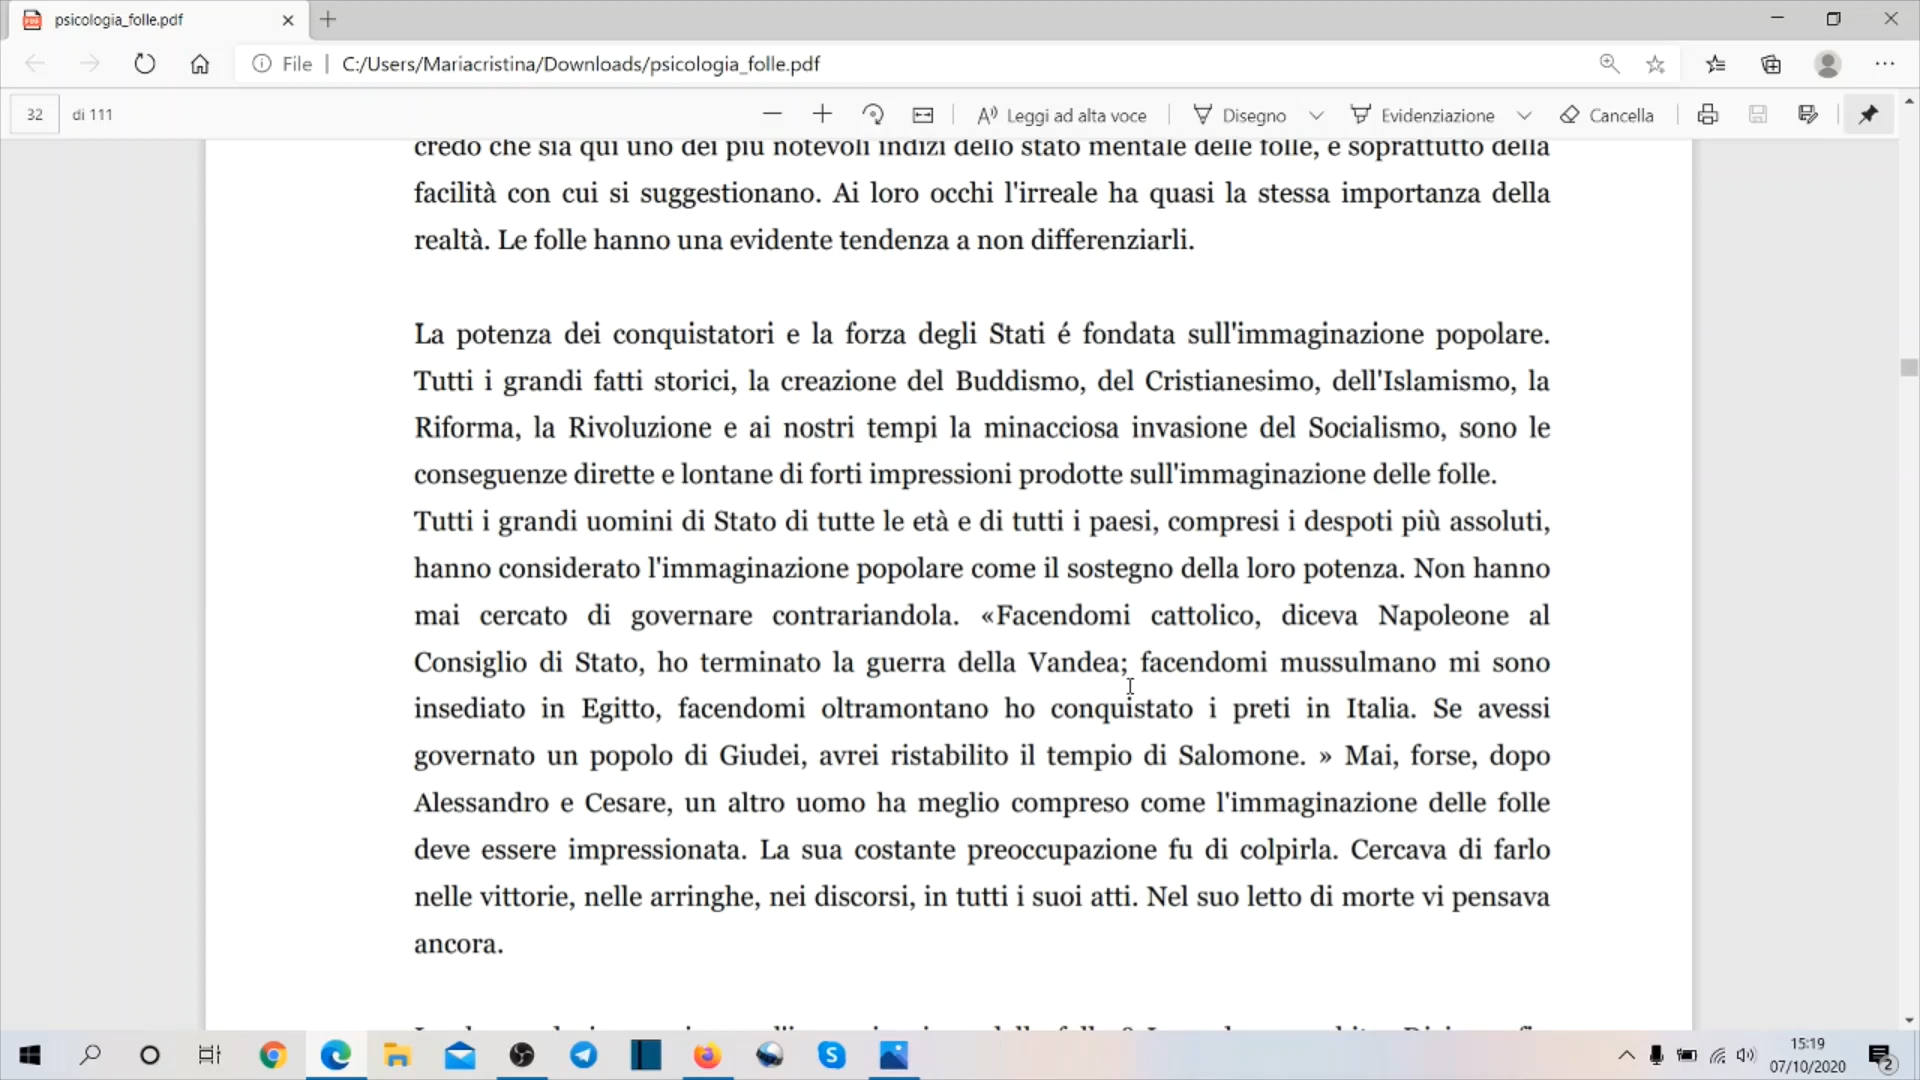 psicologia_folle.pdf
File | C:/Users/Mariacristina/Downloads/psicologia_folle.pdf
32 di 111 Leggi ad alta voce Disegno Evidenziazione Cancella
credo che sia qui uno dei più notevoli indizi dello stato mentale delle folle, e soprattutto della
facilità con cui si suggestionano. Ai loro occhi l'irreale ha quasi la stessa importanza della
realtà. Le folle hanno una evidente tendenza a non differenziarli.
La potenza dei conquistatori e la forza degli Stati é fondata sull'immaginazione popolare.
Tutti i grandi fatti storici, la creazione del Buddismo, del Cristianesimo, dell'Islamismo, la
Riforma, la Rivoluzione e ai nostri tempi la minacciosa invasione del Socialismo, sono le
conseguenze dirette e lontane di forti impressioni prodotte sull'immaginazione delle folle.
Tutti i grandi uomini di Stato di tutte le età e di tutti i paesi, compresi i despoti più assoluti,
hanno considerato l'immaginazione popolare come il sostegno della loro potenza. Non hanno
mai cercato di governare contrariandola. «Facendomi cattolico, diceva Napoleone al
Consiglio di Stato, ho terminato la guerra della Vandea; facendomi mussulmano mi sono
insediato in Egitto, facendomi oltramontano ho conquistato i preti in Italia. Se avessi
governato un popolo di Giudei, avrei ristabilito il tempio di Salomone. » Mai, forse, dopo
Alessandro e Cesare, un altro uomo ha meglio compreso come l'immaginazione delle folle
deve essere impressionata. La sua costante preoccupazione fu di colpirla. Cercava di farlo
nelle vittorie, nelle arringhe, nei discorsi, in tutti i suoi atti. Nel suo letto di morte vi pensava
ancora.
15:19
07/10/2020
2